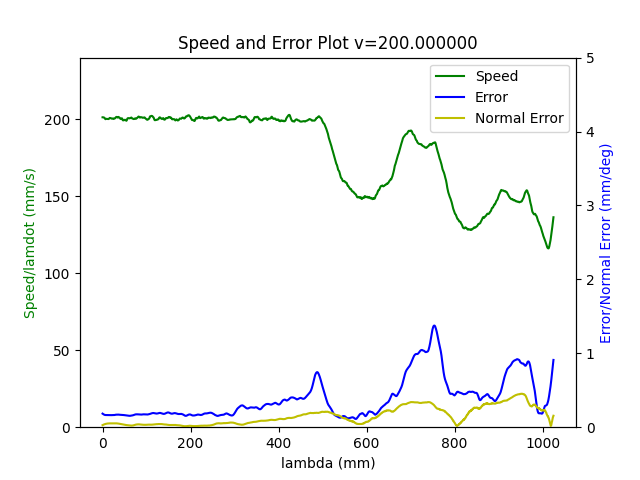 Speed and Error Plot v=200.000000
Speed
Error
Normal Error
Speed/lamdot (mm/s)
200
150
100
50
0
5
4
3
2
1
0
Error/Normal Error (mm/deg)
0 200 400 600 800 1000
lambda (mm)